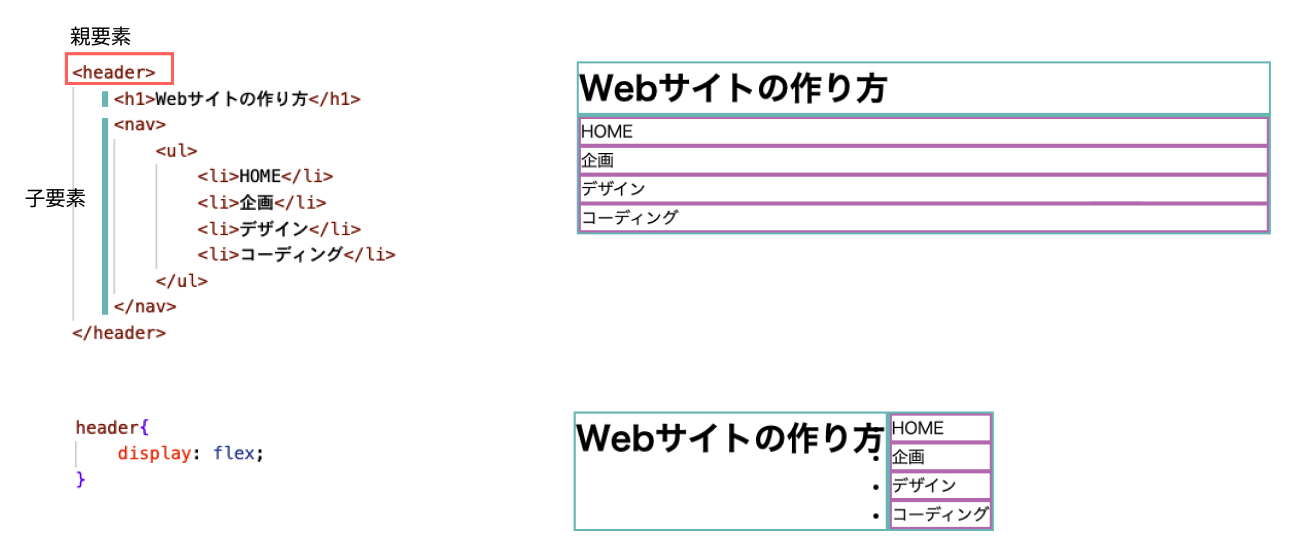 親要素
<header>
<h1>Webサイトの作り方</h1>
<nav>
<ul>
<li>HOME</li>
<li>企画</li>
<li>デザイン</li>
<li>コーディング</li>
</ul>
</nav>
</header>
子要素
Webサイトの作り方
HOME
企画
デザイン
コーディング
header{
display: flex;
}
Webサイトの作り方
HOME
• 企画
• デザイン
• コーディング